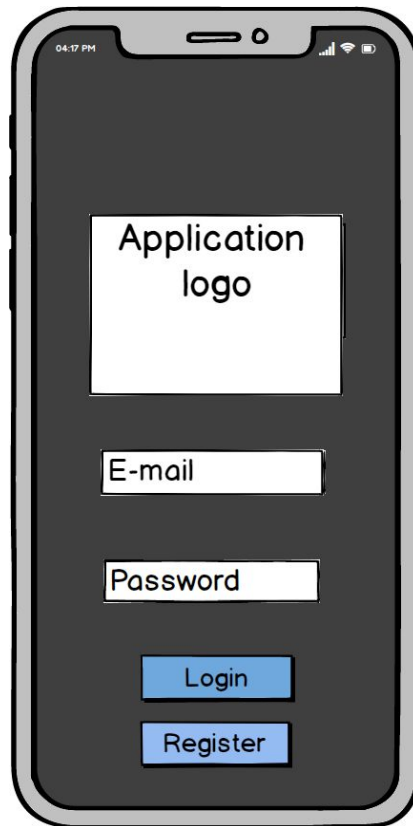 04:17 PM
Application
logo
E-mail
Password
Login
Register